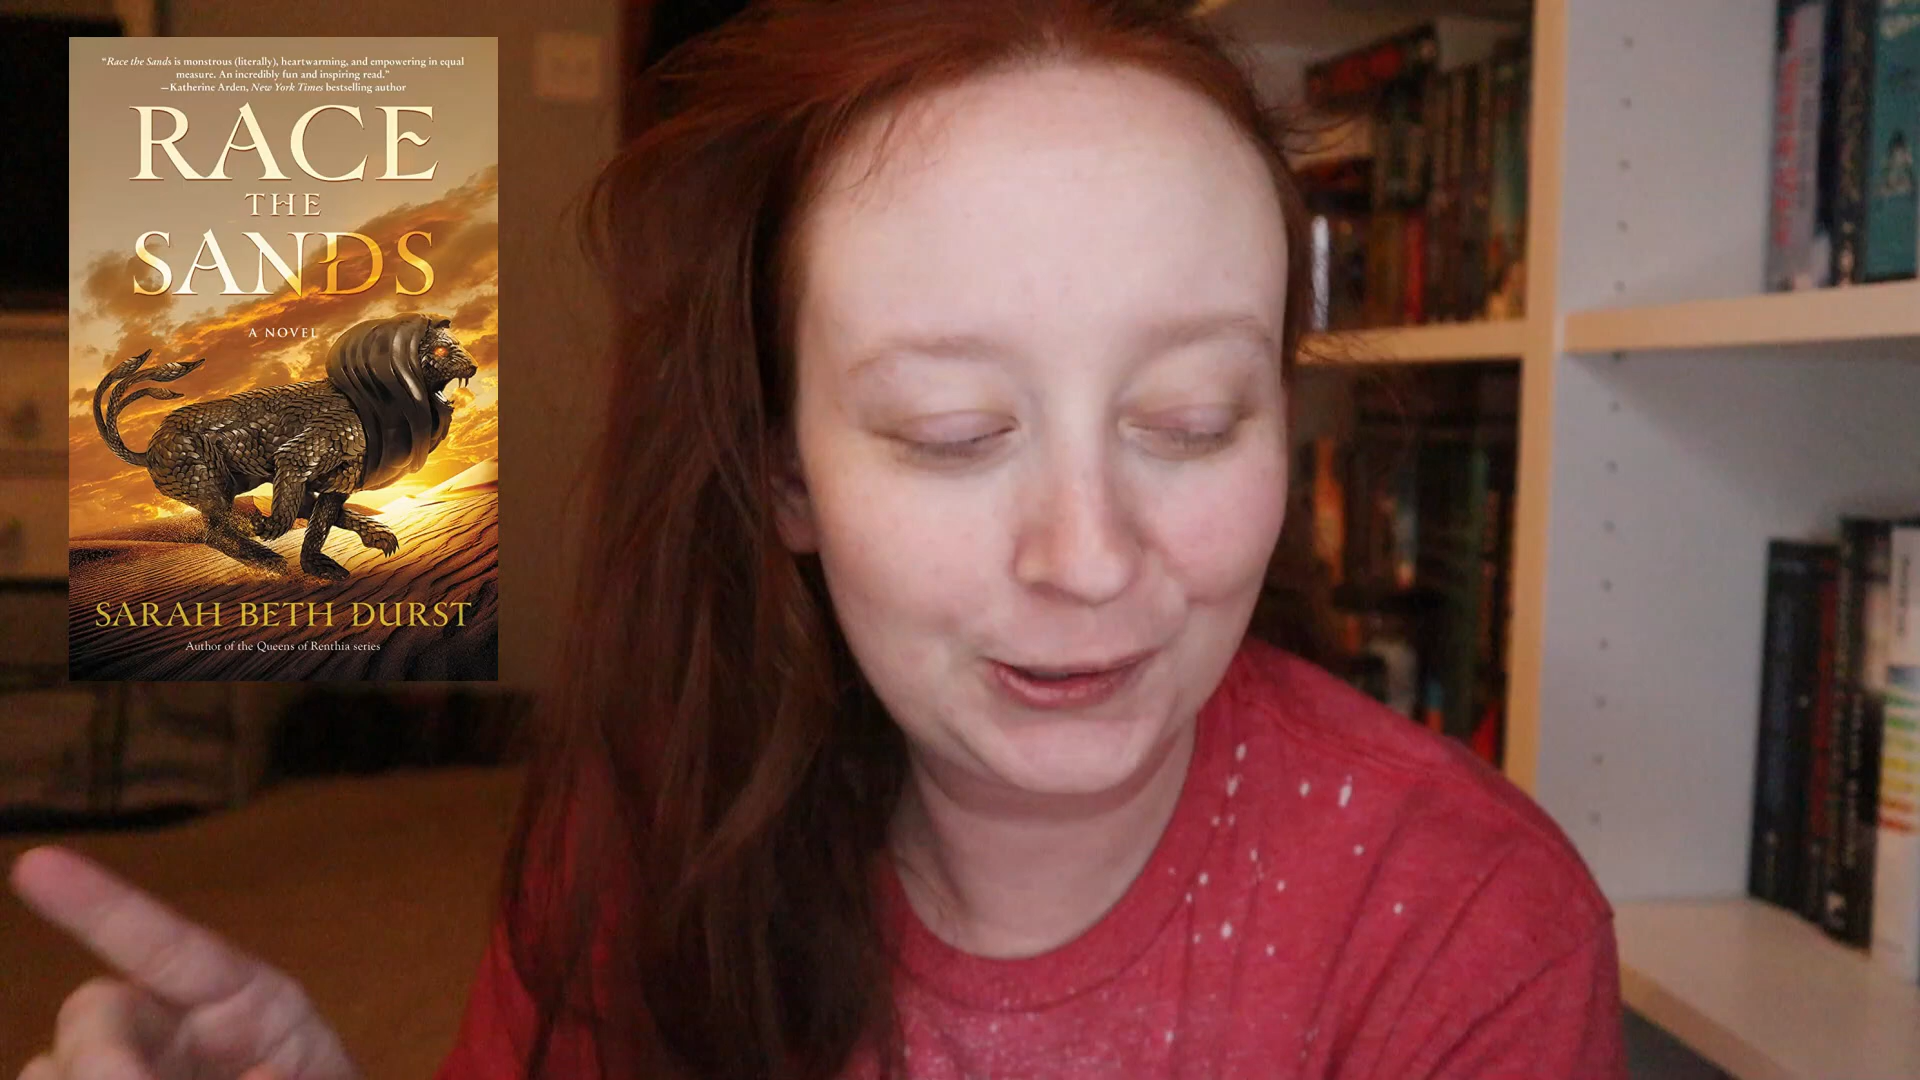 “Race the Sands is monstrous (literally), heartwarming, and empowering in equal
measure. An incredibly fun and inspiring read.”
—Katherine Arden, New York Times bestselling author
RACE
THE
SANDS
A NOVEL
SARAH BETH DURST
Author of the Queens of Renthia series